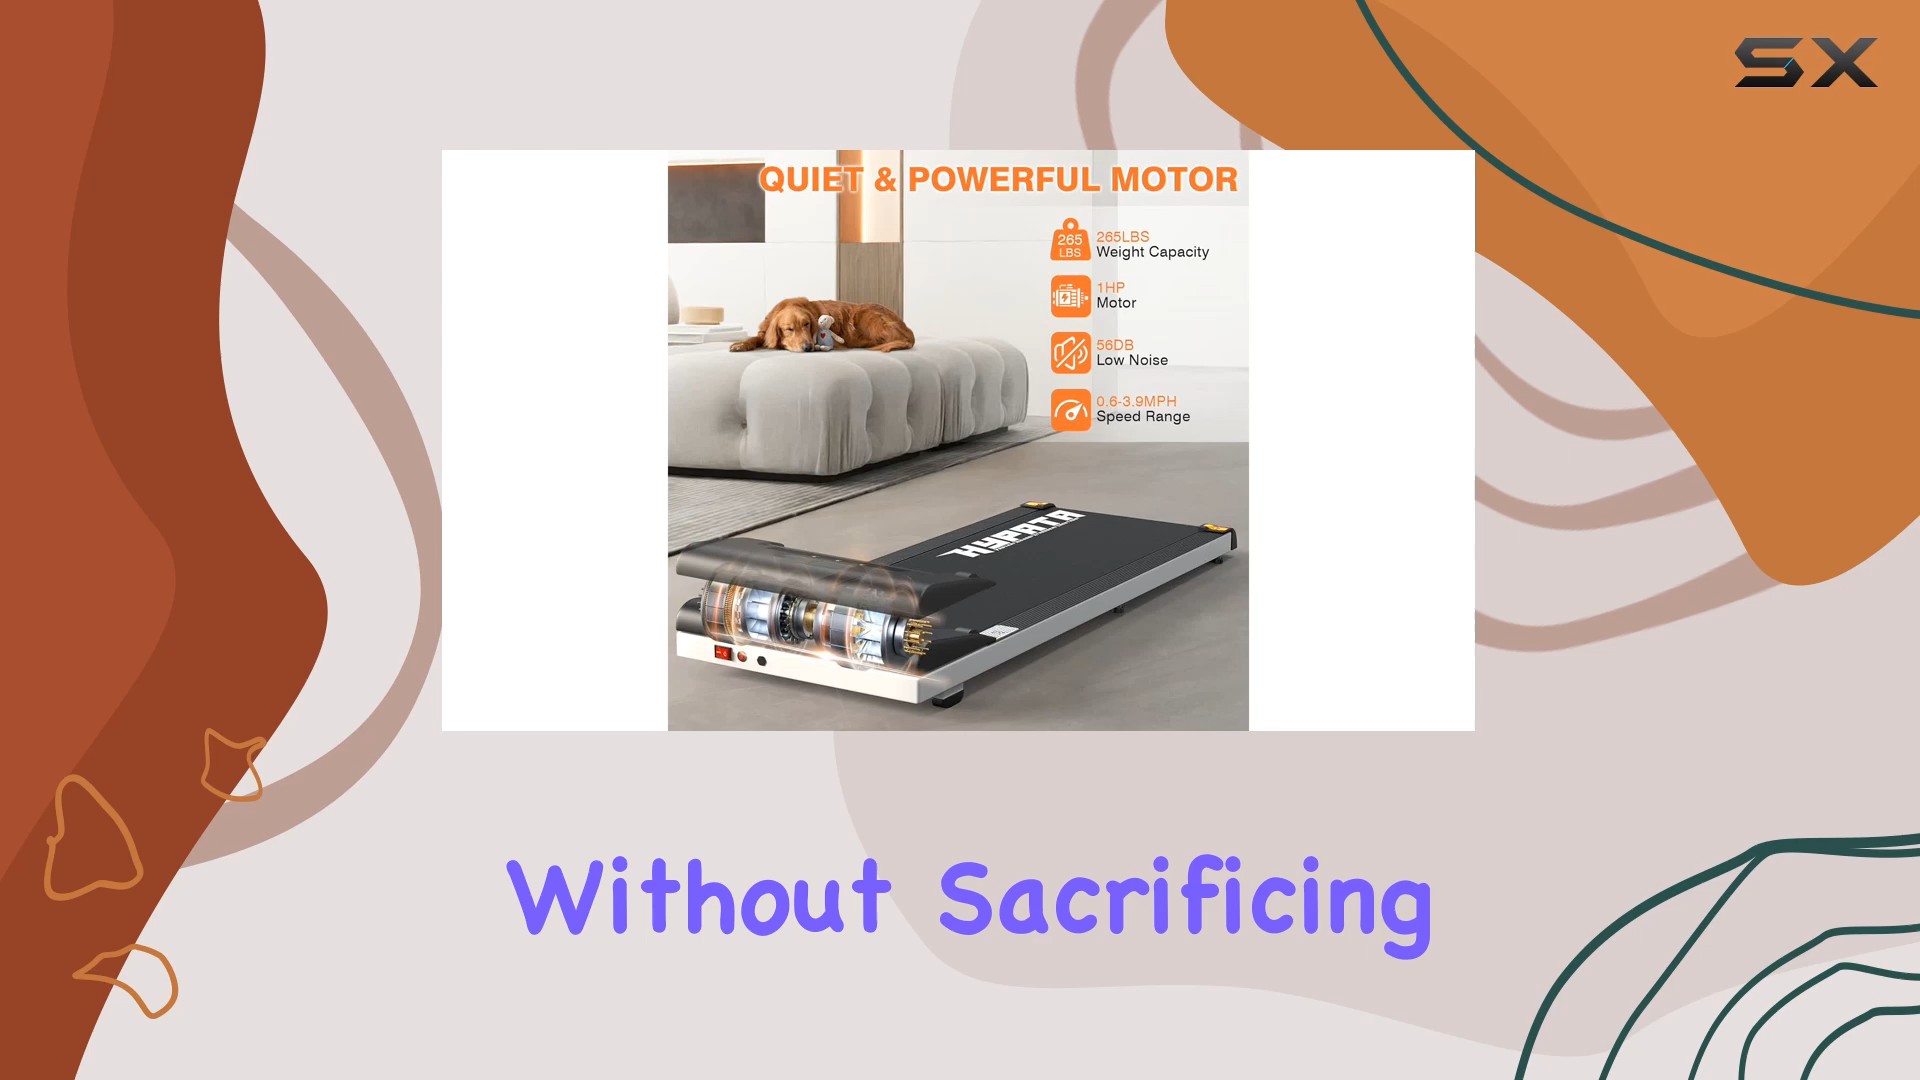 SX
QUIET & POWERFUL MOTOR
265
LBS
265LBS
Weight Capacity
1HP
Motor
56DB
Low Noise
0.6-3.9MPH
Speed Range
HYPATA
Without Sacrificing